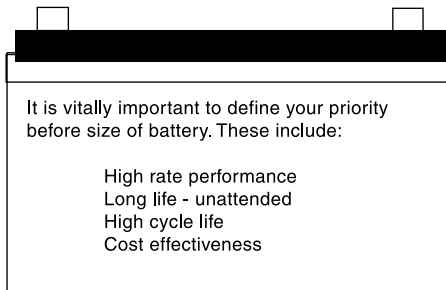 It is vitally important to define your priority
before size of battery. These include:
High rate performance
Long life - unattended
High cycle life
Cost effectiveness